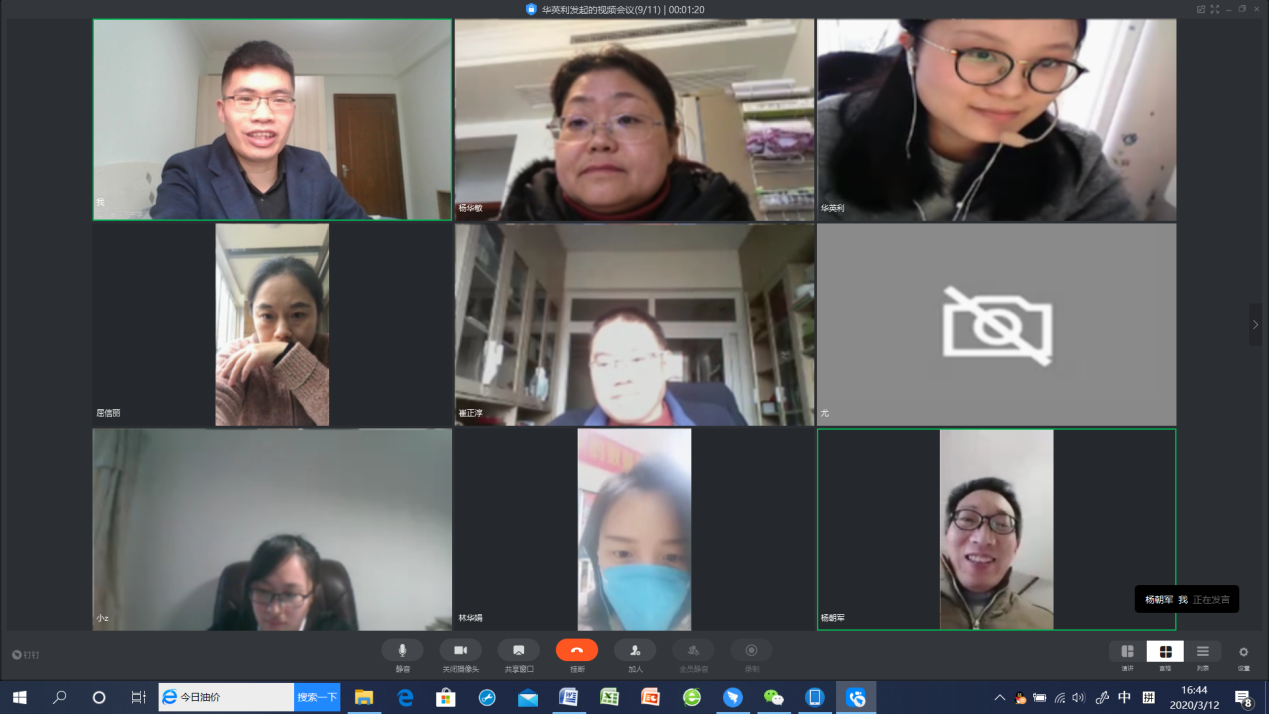 华英利发起的视频会议(9/11) | 00:01:20
我
杨华敏
华英利
屈信丽
崔正淳
尤
小z
林华娟
杨朝军
杨朝军 我 正在发言
钉钉
静音
关闭摄像头
共享窗口
挂断
加人
全员静音
录制
演讲
宫格
列表
设置
今日油价
搜索一下
中
拼
16:44
2020/3/12
8